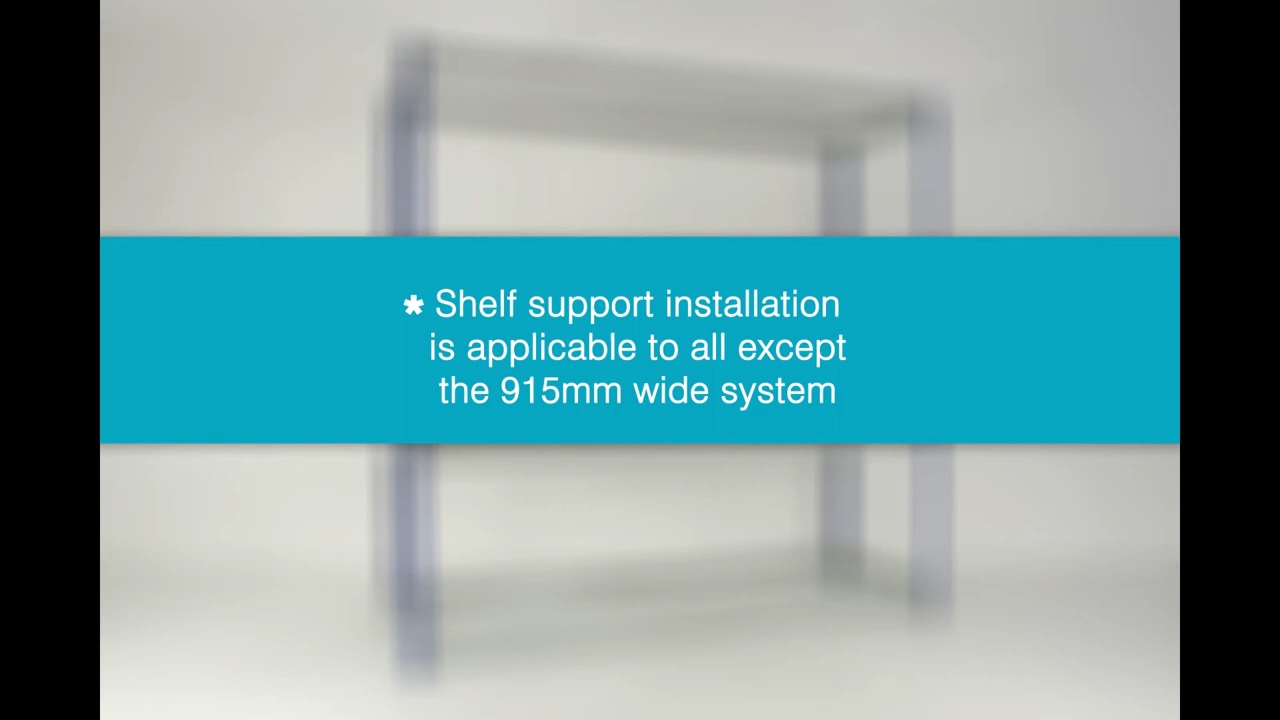 * Shelf support installation
is applicable to all except
the 915mm wide system